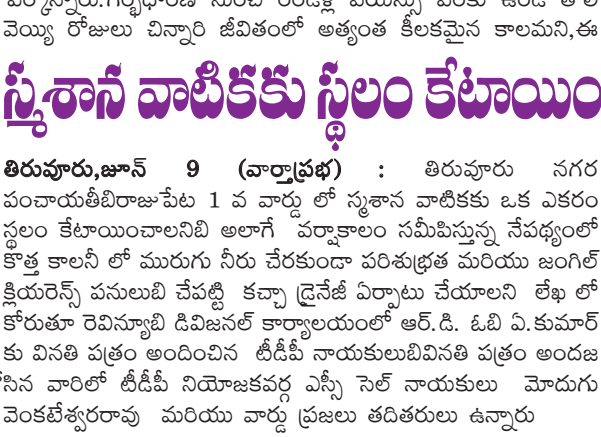 వెయ్యి రోజులు చిన్నారి జీవితంలో అత్యంత కీలకమైన కాలమని,ఈ
స్మశాన వాటికకు స్థలం కేటాయిం
తిరువూరు,జూన్ 9 (వార్తాప్రభ) : తిరువూరు నగర
పంచాయతీబిరాజుపేట 1 వ వార్డు లో స్మశాన వాటికకు ఒక ఎకరం
స్థలం కేటాయించాలనిబి అలాగే వర్షాకాలం సమీపిస్తున్న నేపథ్యంలో
కొత్త కాలనీ లో మురుగు నీరు చేరకుండా పరిశుభ్రత మరియు జంగిల్
క్లియరెన్స్ పనులుబి చేపట్టి కచ్చా డ్రైనేజీ ఏర్పాటు చేయాలని లేఖ లో
కోరుతూ రెవిన్యూబి డివిజనల్ కార్యాలయంలో ఆర్.డి. ఓబి ఏ.కుమార్
కు వినతి పత్రం అందించిన టీడీపీ నాయకులుబివినతి పత్రం అందజ
సిన వారిలో టీడీపీ నియోజకవర్గ ఎస్సీ సెల్ నాయకులు మోదుగు
వెంకటేశ్వరరావు మరియు వార్డు ప్రజలు తదితరులు ఉన్నారు